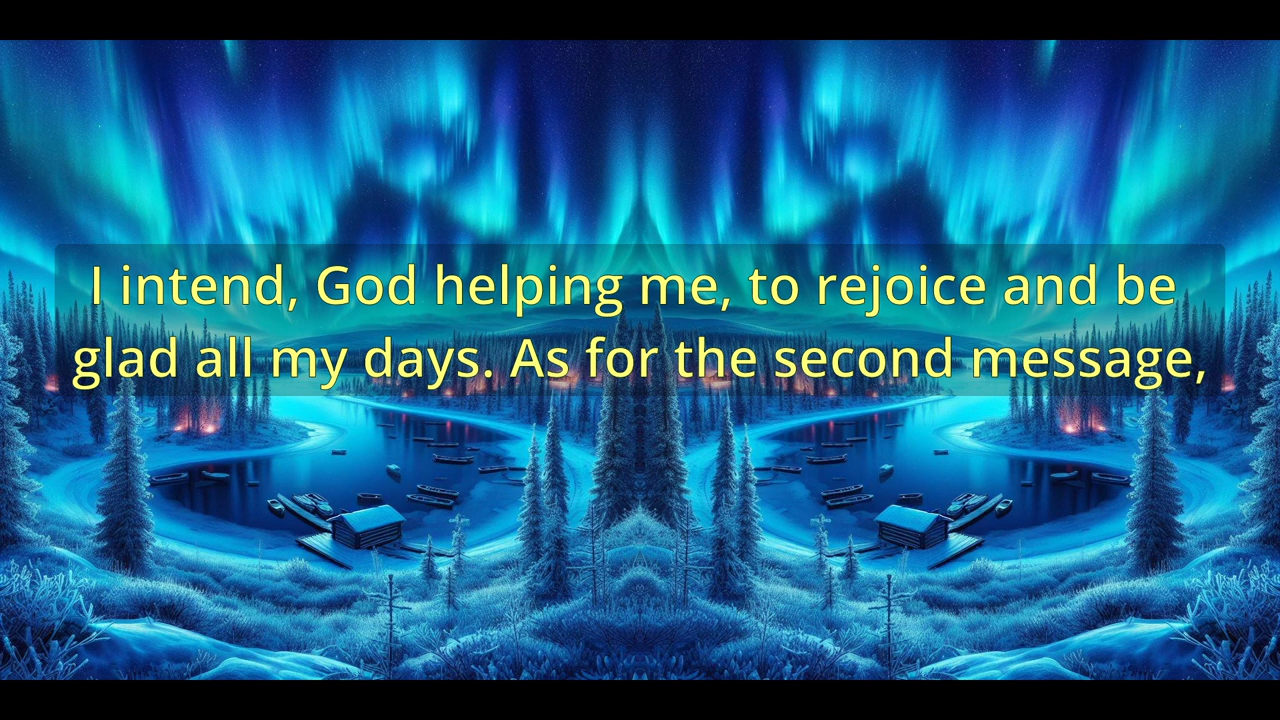 I intend, God helping me, to rejoice and be
glad all my days. As for the second message,